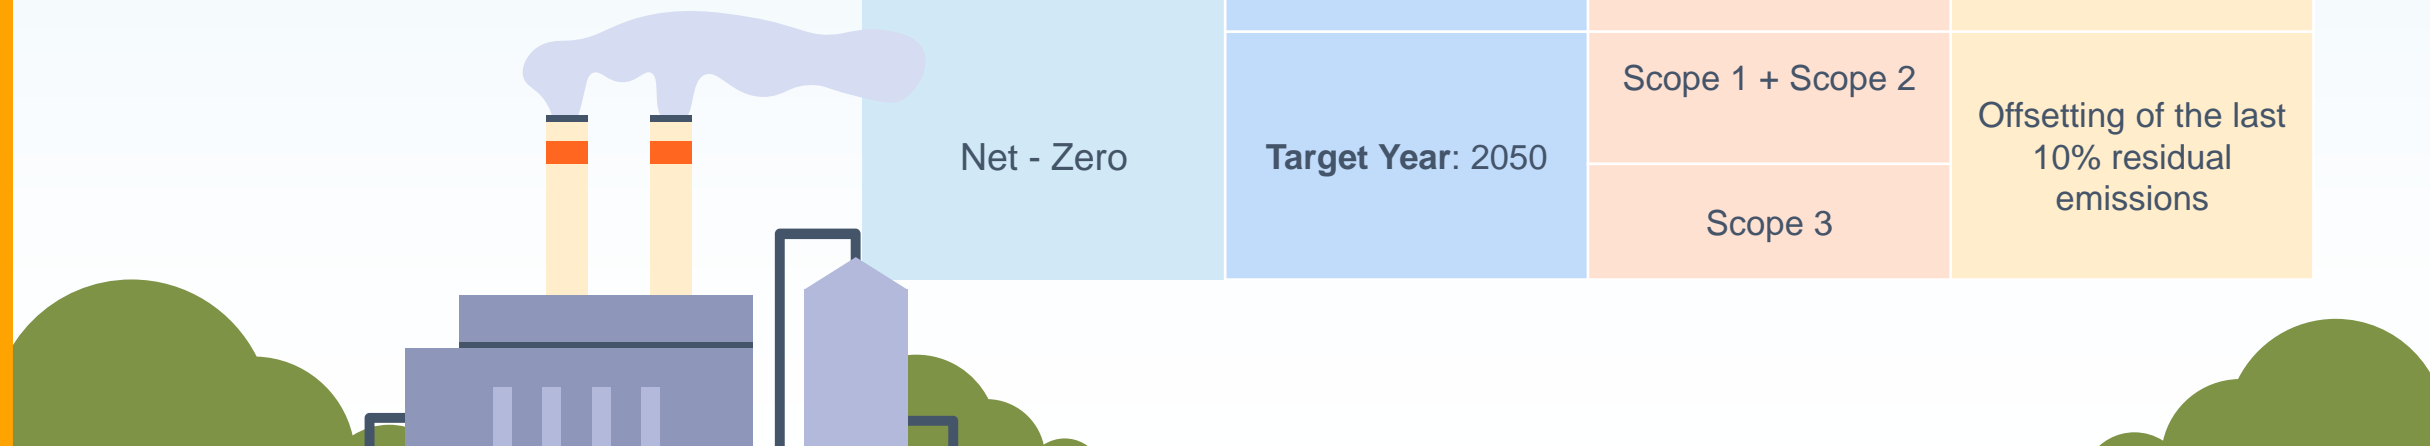 Net - Zero
Target Year: 2050
Scope 1 + Scope 2
Scope 3
Offsetting of the last
10% residual
emissions